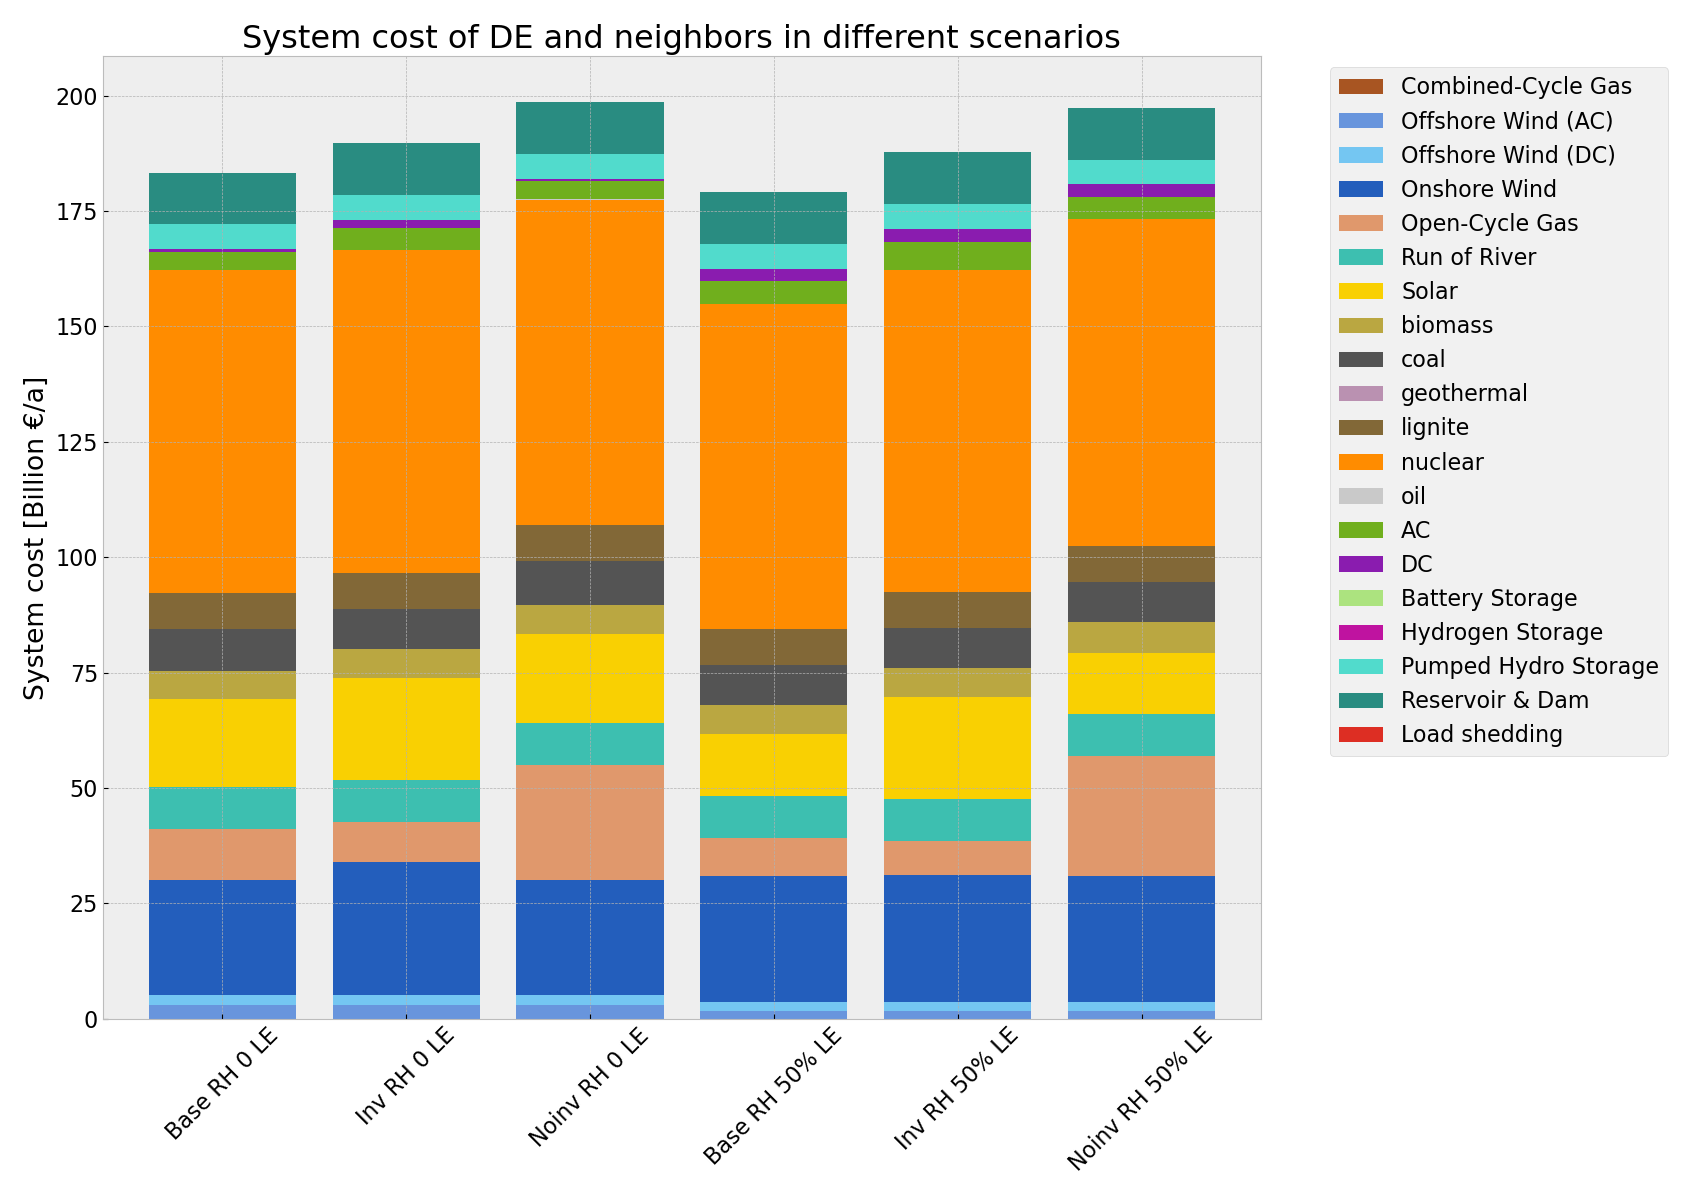 System cost of DE and neighbors in different scenarios
System cost [Billion €/a]
200
175
150
125
100
75
50
25
0
Base RH 0 LE
Inv RH 0 LE
Noinv RH 0 LE
Base RH 50% LE
Inv RH 50% LE
Noinv RH 50% LE
Combined-Cycle Gas
Offshore Wind (AC)
Offshore Wind (DC)
Onshore Wind
Open-Cycle Gas
Run of River
Solar
biomass
coal
geothermal
lignite
nuclear
oil
AC
DC
Battery Storage
Hydrogen Storage
Pumped Hydro Storage
Reservoir & Dam
Load shedding